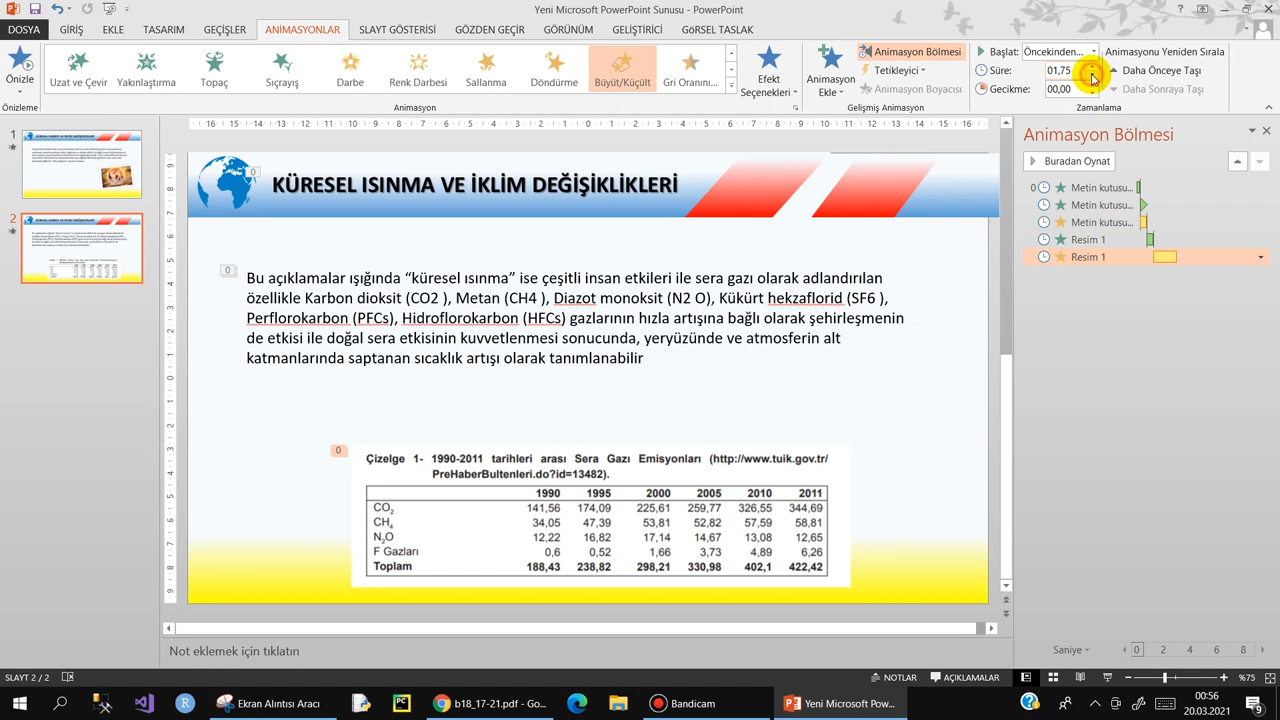 Yeni Microsoft PowerPoint Sunusu - PowerPoint
DOSYA GİRİŞ EKLE TASARIM GEÇİŞLER ANİMASYONLAR SLAYT GÖSTERİSİ GÖZDEN GEÇİR GÖRÜNÜM GELİŞTİRİCİ GÖRSEL TASLAK
Önizle
Önizleme
Uzat ve Çevir Yakınlaştırma Topaç Sıçrayış Darbe Renk Darbesi Sallanma Döndürme Büyüt/Küçült Gri Oranını...
Animasyon
Efekt Seçenekleri
Animasyon Ekle
Animasyon Bölmesi
Tetikleyici
Animasyon Boyacısı
Gelişmiş Animasyon
Başlat: Öncekinden...
Süre: 01,75
Gecikme: 00,00
Animasyonu Yeniden Sırala
Daha Önceye Taşı
Daha Sonraya Taşı
Zamanlama
1
2
KÜRESEL ISINMA VE İKLİM DEĞİŞİKLİKLERİ
0
0
Bu açıklamalar ışığında “küresel ısınma” ise çeşitli insan etkileri ile sera gazı olarak adlandırılan
özellikle Karbon dioksit (CO2 ), Metan (CH4 ), Diazot monoksit (N2 O), Kükürt hekzaflorid (SF6 ),
Perflorokarbon (PFCs), Hidroflorokarbon (HFCs) gazlarının hızla artışına bağlı olarak şehirleşmenin
de etkisi ile doğal sera etkisinin kuvvetlenmesi sonucunda, yeryüzünde ve atmosferin alt
katmanlarında saptanan sıcaklık artışı olarak tanımlanabilir
0
Çizelge 1- 1990-2011 tarihleri arası Sera Gazı Emisyonları (http://www.tuik.gov.tr/
PreHaberBultenleri.do?id=13482).
1990 1995 2000 2005 2010 2011
CO₂ 141,56 174,09 225,61 259,77 326,55 344,69
CH₄ 34,05 47,39 53,81 52,82 57,59 58,81
N₂O 12,22 16,82 17,14 14,67 13,08 12,65
F Gazları 0,6 0,52 1,66 3,73 4,89 6,26
Toplam 188,43 238,82 298,21 330,98 402,1 422,42
Animasyon Bölmesi
Buradan Oynat
0 Metin kutusu...
Metin kutusu...
Metin kutusu...
Resim 1
Resim 1
Saniye 0 2 4 6 8
Not eklemek için tıklatın
SLAYT 2 / 2
NOTLAR AÇIKLAMALAR %75
Ekran Alıntısı Aracı
b18_17-21.pdf - Go...
Bandicam
Yeni Microsoft Pow...
00:56
20.03.2021